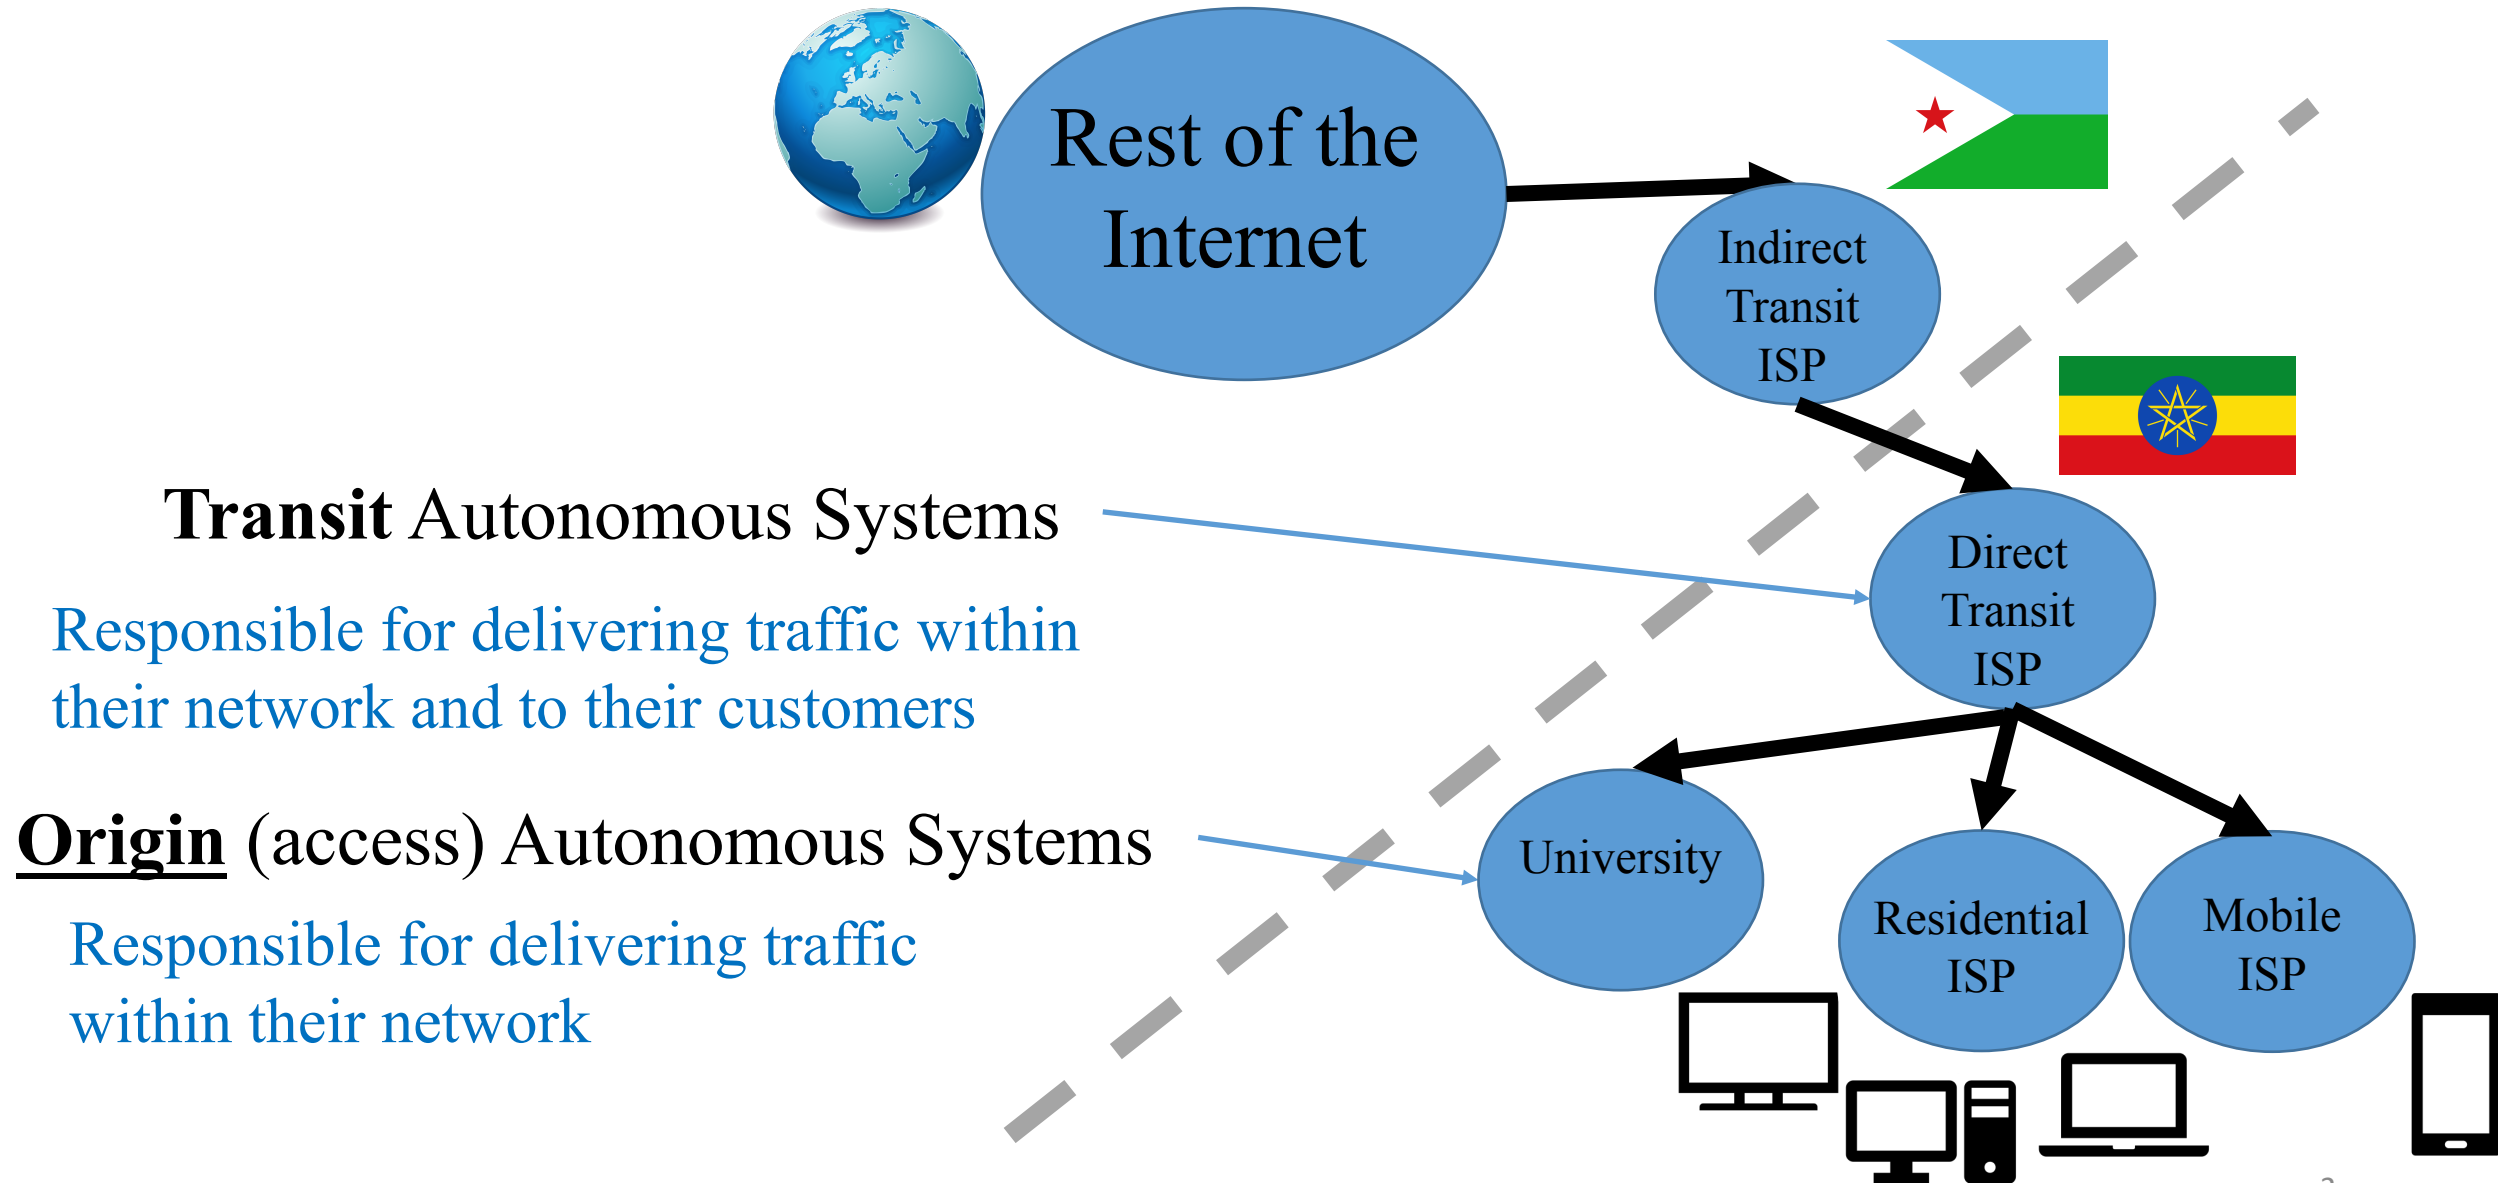 Rest of the
Internet
Indirect
Transit
ISP
Transit Autonomous Systems
Responsible for delivering traffic within
their network and to their customers
Direct
Transit
ISP
Origin (access) Autonomous Systems
Responsible for delivering traffic
within their network
University
Residential
ISP
Mobile
ISP